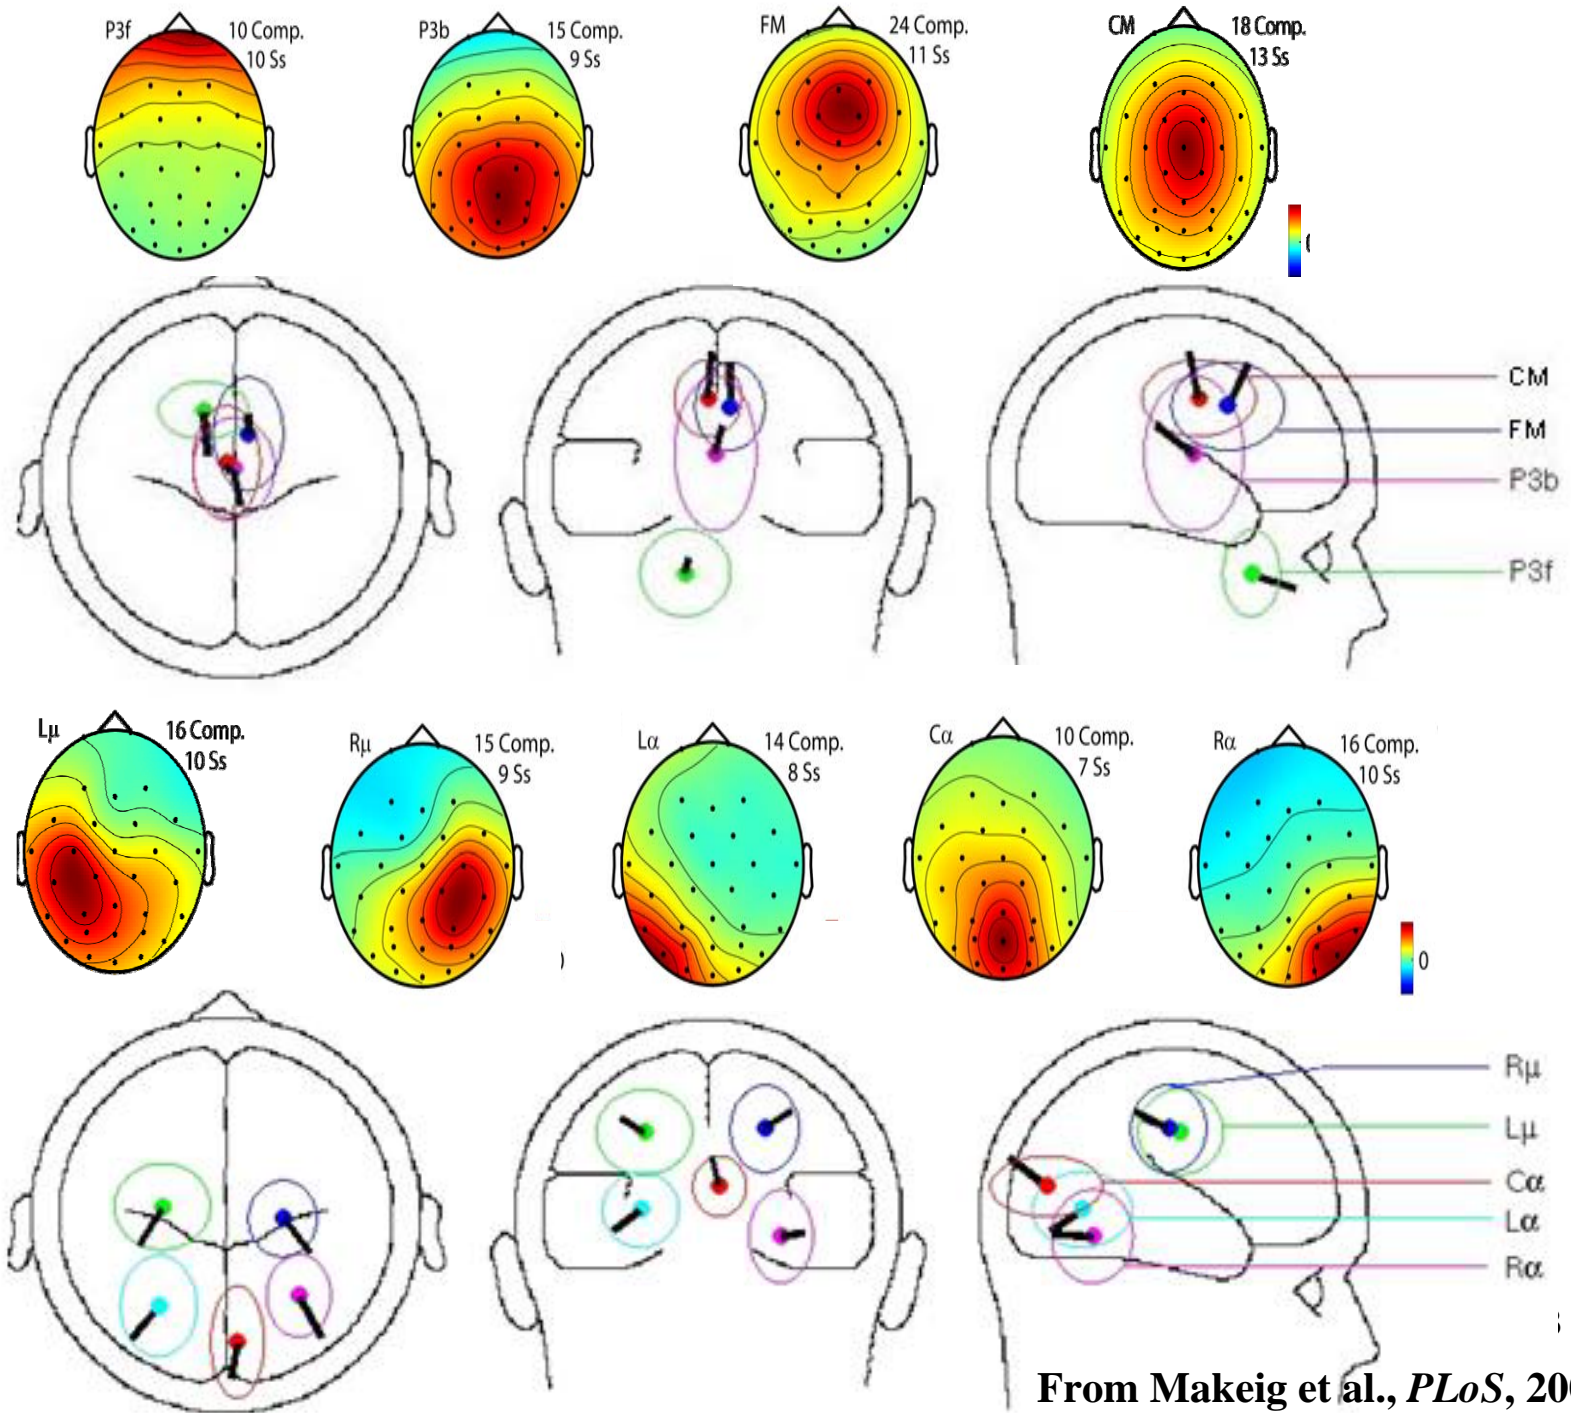 P3f 10 Comp.
10 Ss
P3b 15 Comp.
9 Ss
FM 24 Comp.
11 Ss
CM 18 Comp.
13 Ss
CM
FM
P3b
P3f
Lμ 16 Comp.
10 Ss
Rμ 15 Comp.
9 Ss
Lα 14 Comp.
8 Ss
Cα 10 Comp.
7 Ss
Rα 16 Comp.
10 Ss
0
Rμ
Lμ
Cα
Lα
Rα
From Makeig et al., PLoS, 200